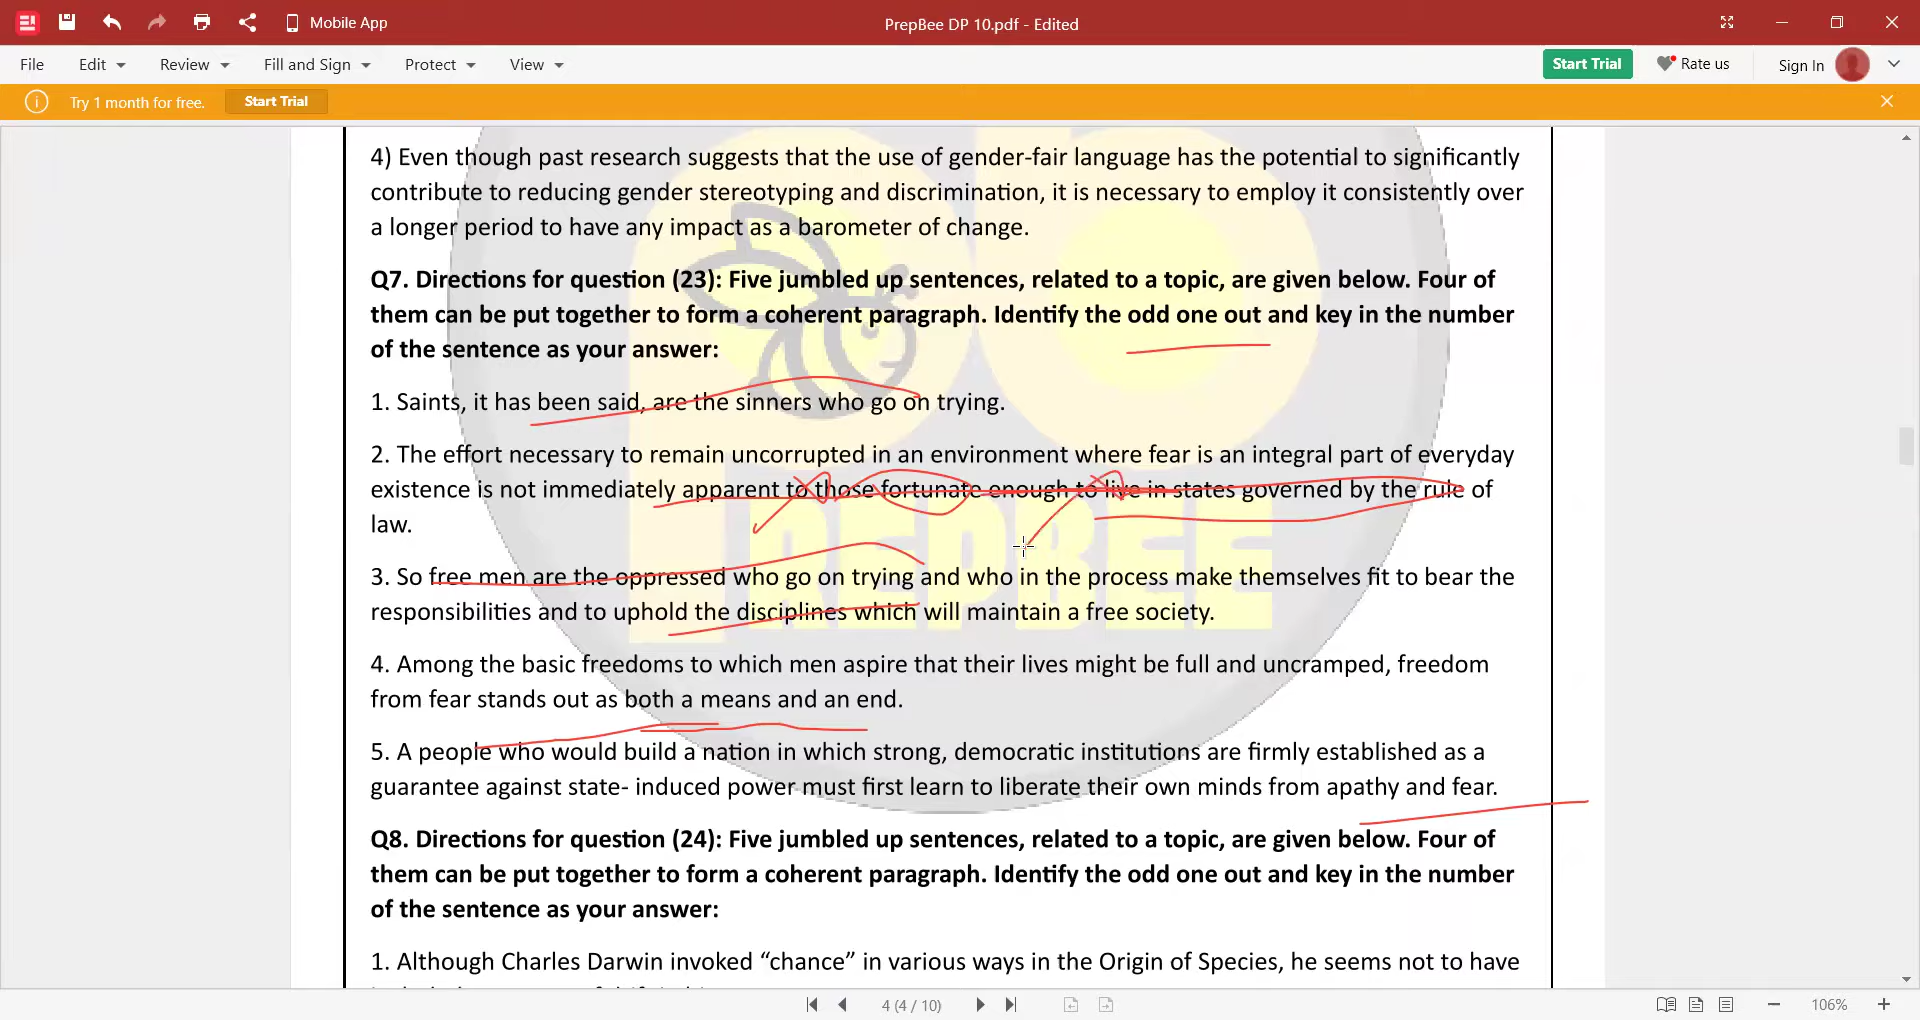 Mobile App
PrepBee DP 10.pdf - Edited
File Edit Review Fill and Sign Protect View Start Trial Rate us Sign In
Try 1 month for free. Start Trial
4) Even though past research suggests that the use of gender-fair language has the potential to significantly
contribute to reducing gender stereotyping and discrimination, it is necessary to employ it consistently over
a longer period to have any impact as a barometer of change.
Q7. Directions for question (23): Five jumbled up sentences, related to a topic, are given below. Four of
them can be put together to form a coherent paragraph. Identify the odd one out and key in the number
of the sentence as your answer:
1. Saints, it has been said, are the sinners who go on trying.
2. The effort necessary to remain uncorrupted in an environment where fear is an integral part of everyday
existence is not immediately apparent to those fortunate enough to live in states governed by the rule of
law.
3. So free men are the oppressed who go on trying and who in the process make themselves fit to bear the
responsibilities and to uphold the disciplines which will maintain a free society.
4. Among the basic freedoms to which men aspire that their lives might be full and uncramped, freedom
from fear stands out as both a means and an end.
5. A people who would build a nation in which strong, democratic institutions are firmly established as a
guarantee against state- induced power must first learn to liberate their own minds from apathy and fear.
Q8. Directions for question (24): Five jumbled up sentences, related to a topic, are given below. Four of
them can be put together to form a coherent paragraph. Identify the odd one out and key in the number
of the sentence as your answer:
1. Although Charles Darwin invoked “chance” in various ways in the Origin of Species, he seems not to have
PREPBEE
4 (4 / 10)
106%